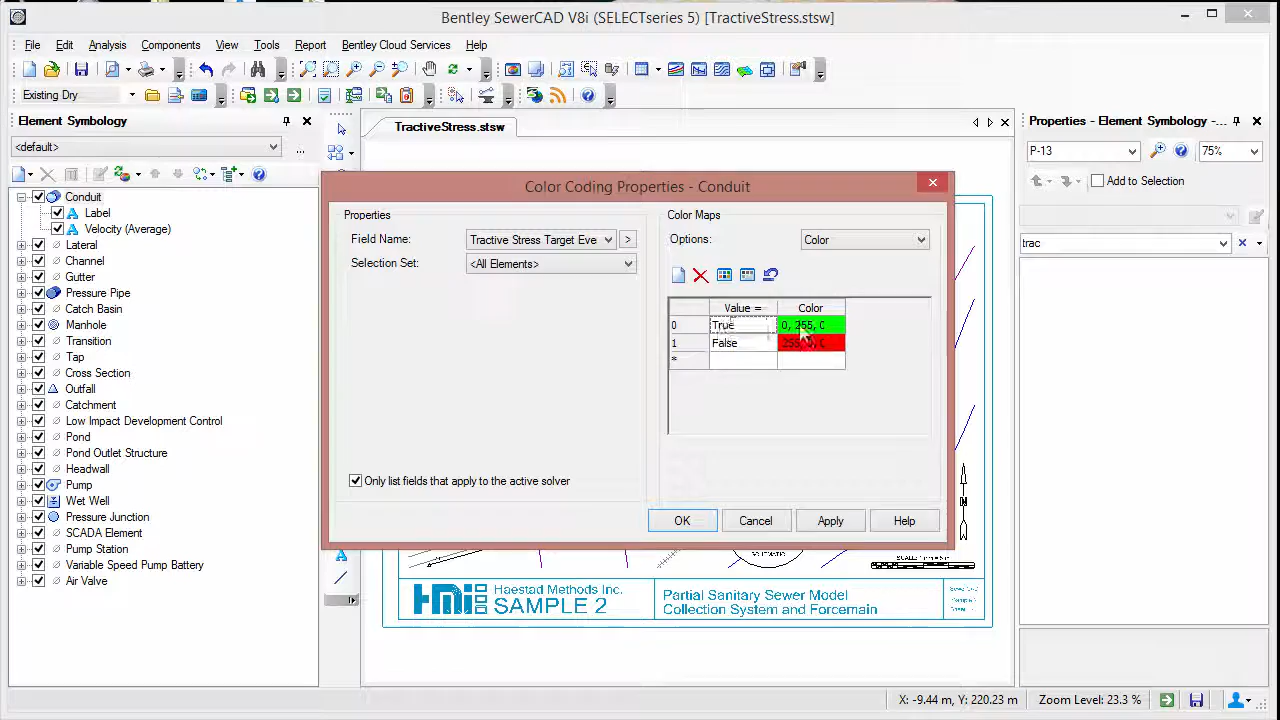 Bentley SewerCAD V8i (SELECTseries 5) [TractiveStress.stsw]
File Edit Analysis Components View Tools Report Bentley Cloud Services Help
Existing Dry
Element Symbology
<default>
Conduit
Label
Velocity (Average)
Lateral
Channel
Gutter
Pressure Pipe
Catch Basin
Manhole
Transition
Tap
Cross Section
Outfall
Catchment
Low Impact Development Control
Pond
Pond Outlet Structure
Headwall
Pump
Wet Well
Pressure Junction
SCADA Element
Pump Station
Variable Speed Pump Battery
Air Valve
TractiveStress.stsw
Color Coding Properties - Conduit
Properties
Field Name: Tractive Stress Target Eve >
Selection Set: <All Elements>
Only list fields that apply to the active solver
Color Maps
Options: Color
Value = Color
0 True 0, 255, 0
1 False 255, 0, 0
*
OK Cancel Apply Help
HMI Haestad Methods Inc.
SAMPLE 2
Partial Sanitary Sewer Model
Collection System and Forcemain
Properties - Element Symbology -...
P-13 75%
Add to Selection
trac
X: -9.44 m, Y: 220.23 m Zoom Level: 23.3 %